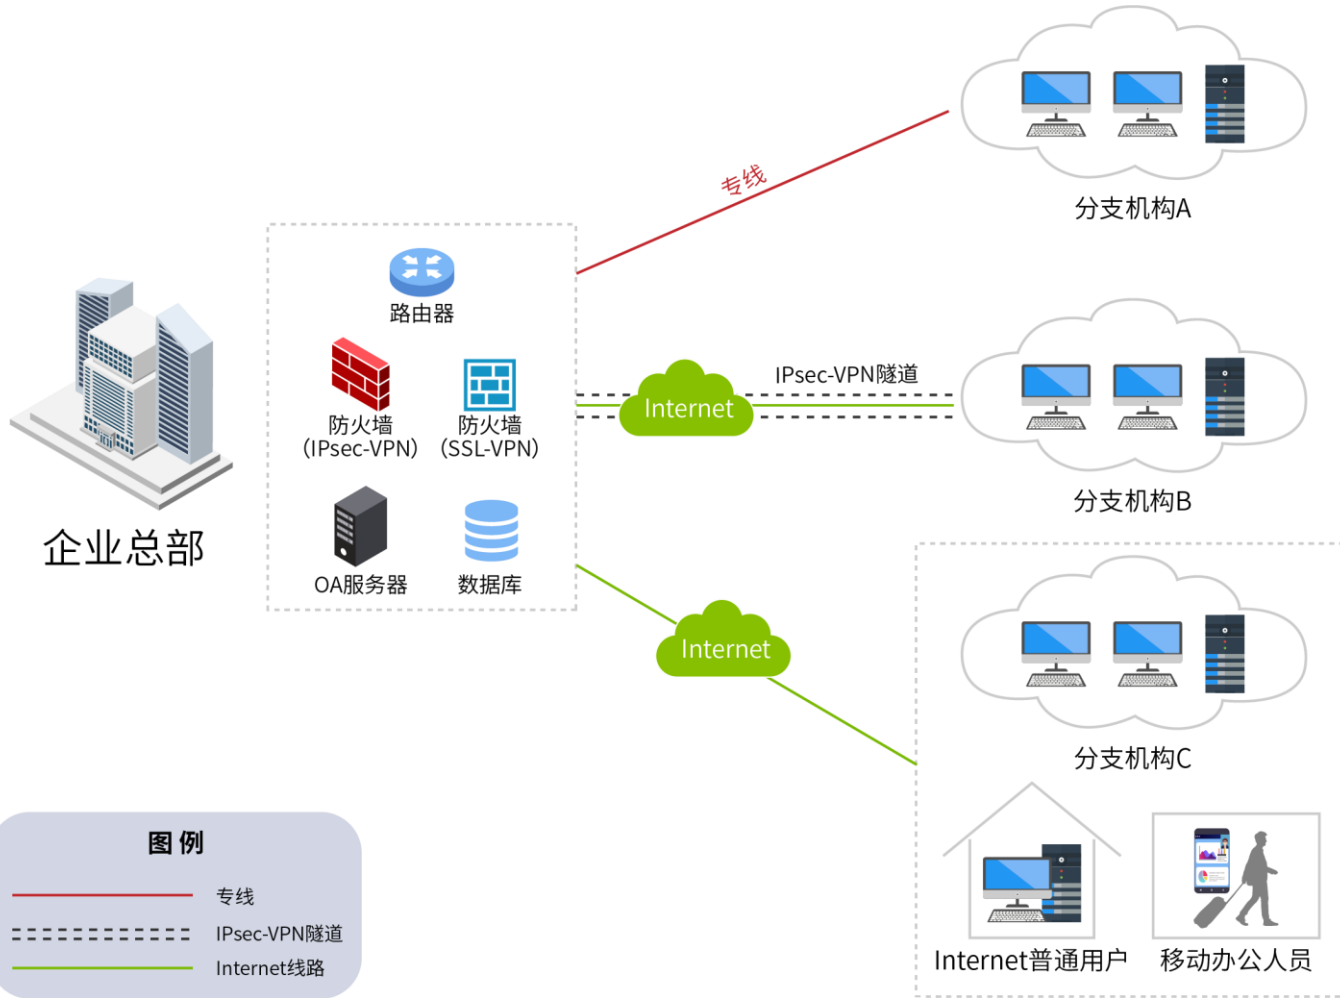 分支机构A
专线
路由器
防火墙
（IPsec-VPN）
防火墙
（SSL-VPN）
OA服务器
数据库
企业总部
Internet
IPsec-VPN隧道
分支机构B
Internet
分支机构C
Internet普通用户
移动办公人员
图 例
专线
IPsec-VPN隧道
Internet线路